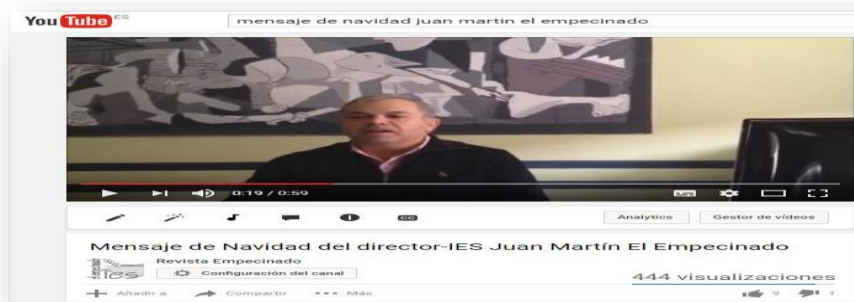 You Tube ES
mensaje de navidad juan martin el empecinado
0:19 / 0:59
CC
Analytics
Gestor de vídeos
Mensaje de Navidad del director-IES Juan Martín El Empecinado
Revista Empecinado
ies
Configuración del canal
444 visualizaciones
Añadir a
Compartir
Más
9
1